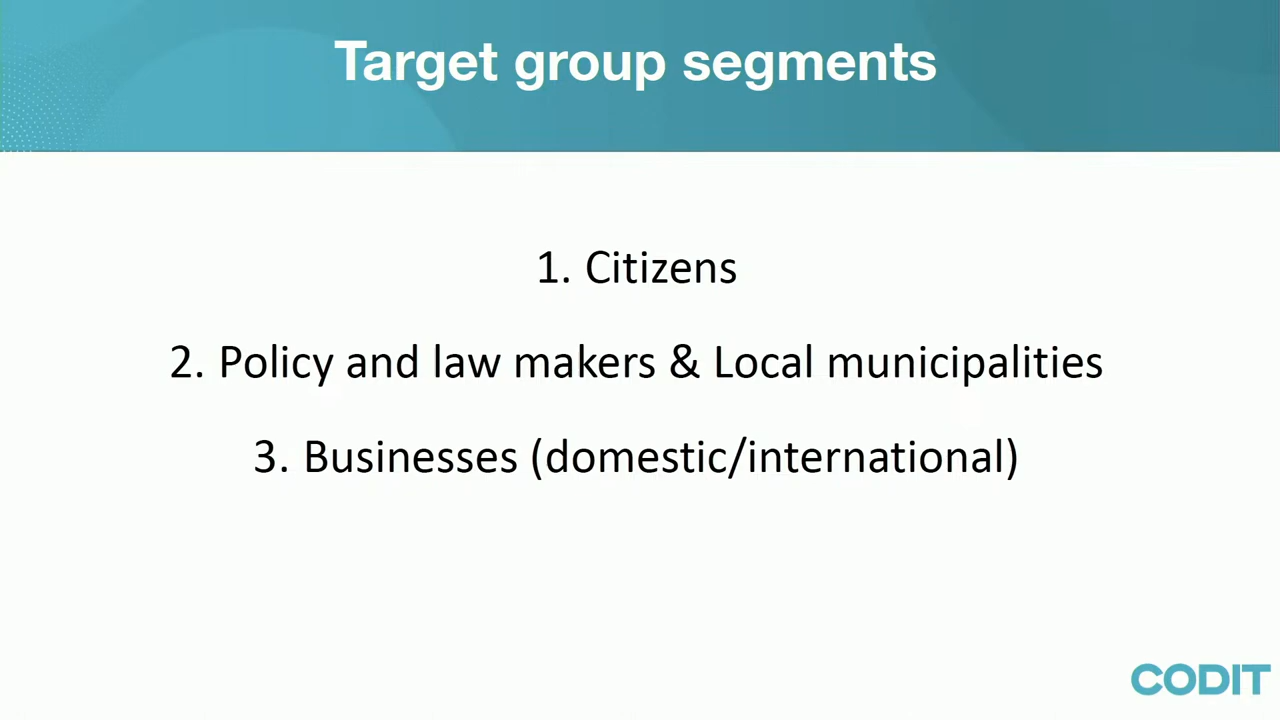 Target group segments
1. Citizens
2. Policy and law makers & Local municipalities
3. Businesses (domestic/international)
CODIT